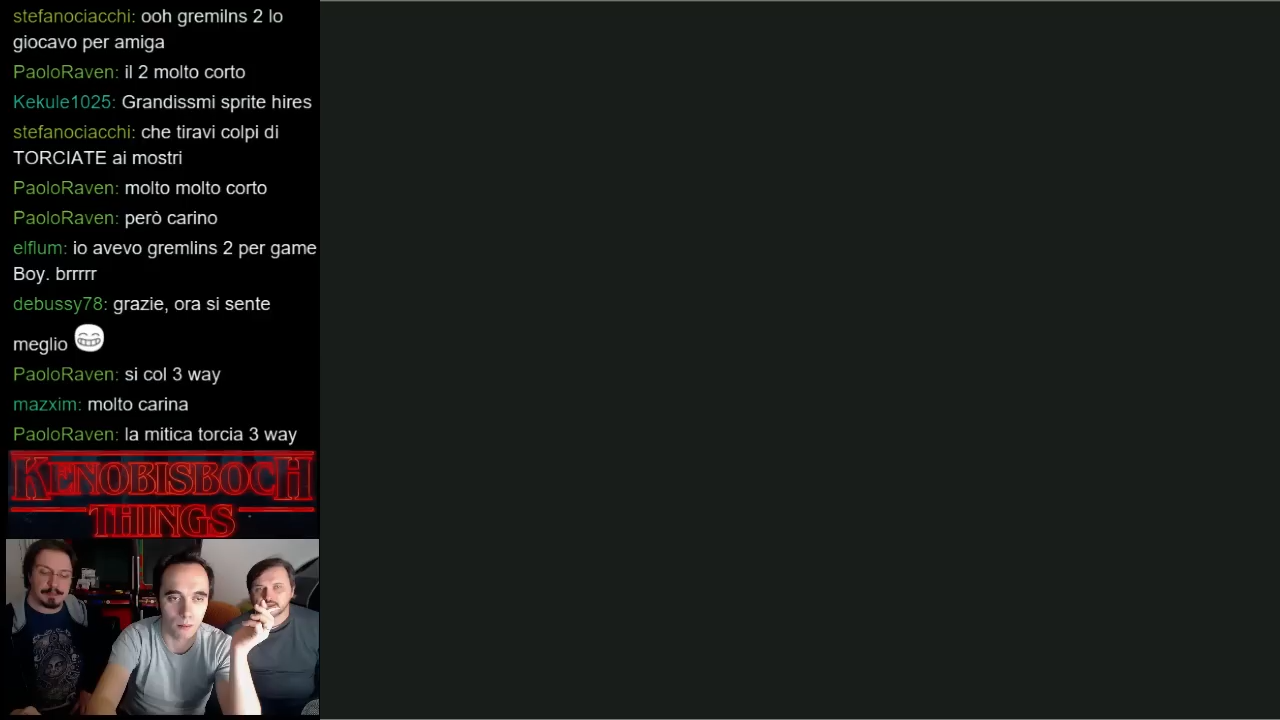 stefanociacchi: ooh gremilns 2 lo
giocavo per amiga
PaoloRaven: il 2 molto corto
Kekule1025: Grandissmi sprite hires
stefanociacchi: che tiravi colpi di
TORCIATE ai mostri
PaoloRaven: molto molto corto
PaoloRaven: però carino
elflum: io avevo gremlins 2 per game
Boy. brrrrr
debussy78: grazie, ora si sente
meglio
PaoloRaven: si col 3 way
mazxim: molto carina
PaoloRaven: la mitica torcia 3 way
KENOBISBOCH
THINGS